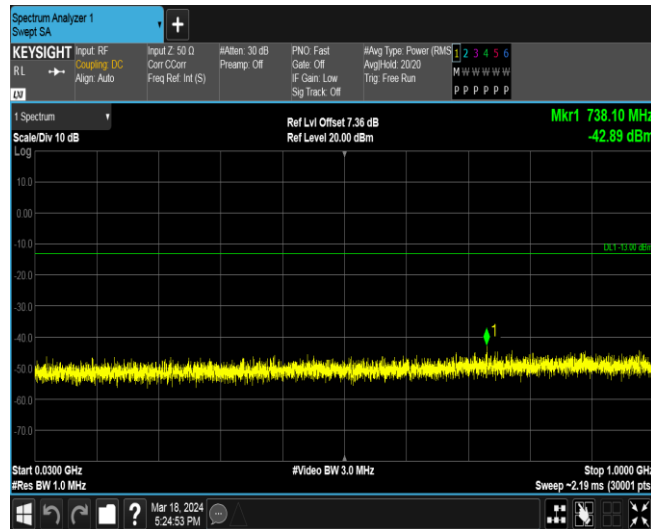 Spectrum Analyzer 1
Swept SA
KEYSIGHT
RL
LXI
Input: RF
Coupling: DC
Align: Auto
Input Z: 50 Ω
Corr CCorr
Freq Ref: Int (S)
#Atten: 30 dB
Preamp: Off
PNO: Fast
Gate: Off
IF Gain: Low
Sig Track: Off
#Avg Type: Power (RMS
Avg|Hold: 20/20
Trig: Free Run
1 2 3 4 5 6
M W W W W W
P P P P P P
1 Spectrum
Scale/Div 10 dB
Log
Ref Lvl Offset 7.36 dB
Ref Level 20.00 dBm
Mkr1 738.10 MHz
-42.89 dBm
10.0
0.00
-10.0
DL1 -13.00 dBm
-20.0
-30.0
-40.0
1
-50.0
-60.0
-70.0
Start 0.0300 GHz
#Video BW 3.0 MHz
Stop 1.0000 GHz
#Res BW 1.0 MHz
Sweep ~2.19 ms (30001 pts
?
Mar 18, 2024
5:24:53 PM